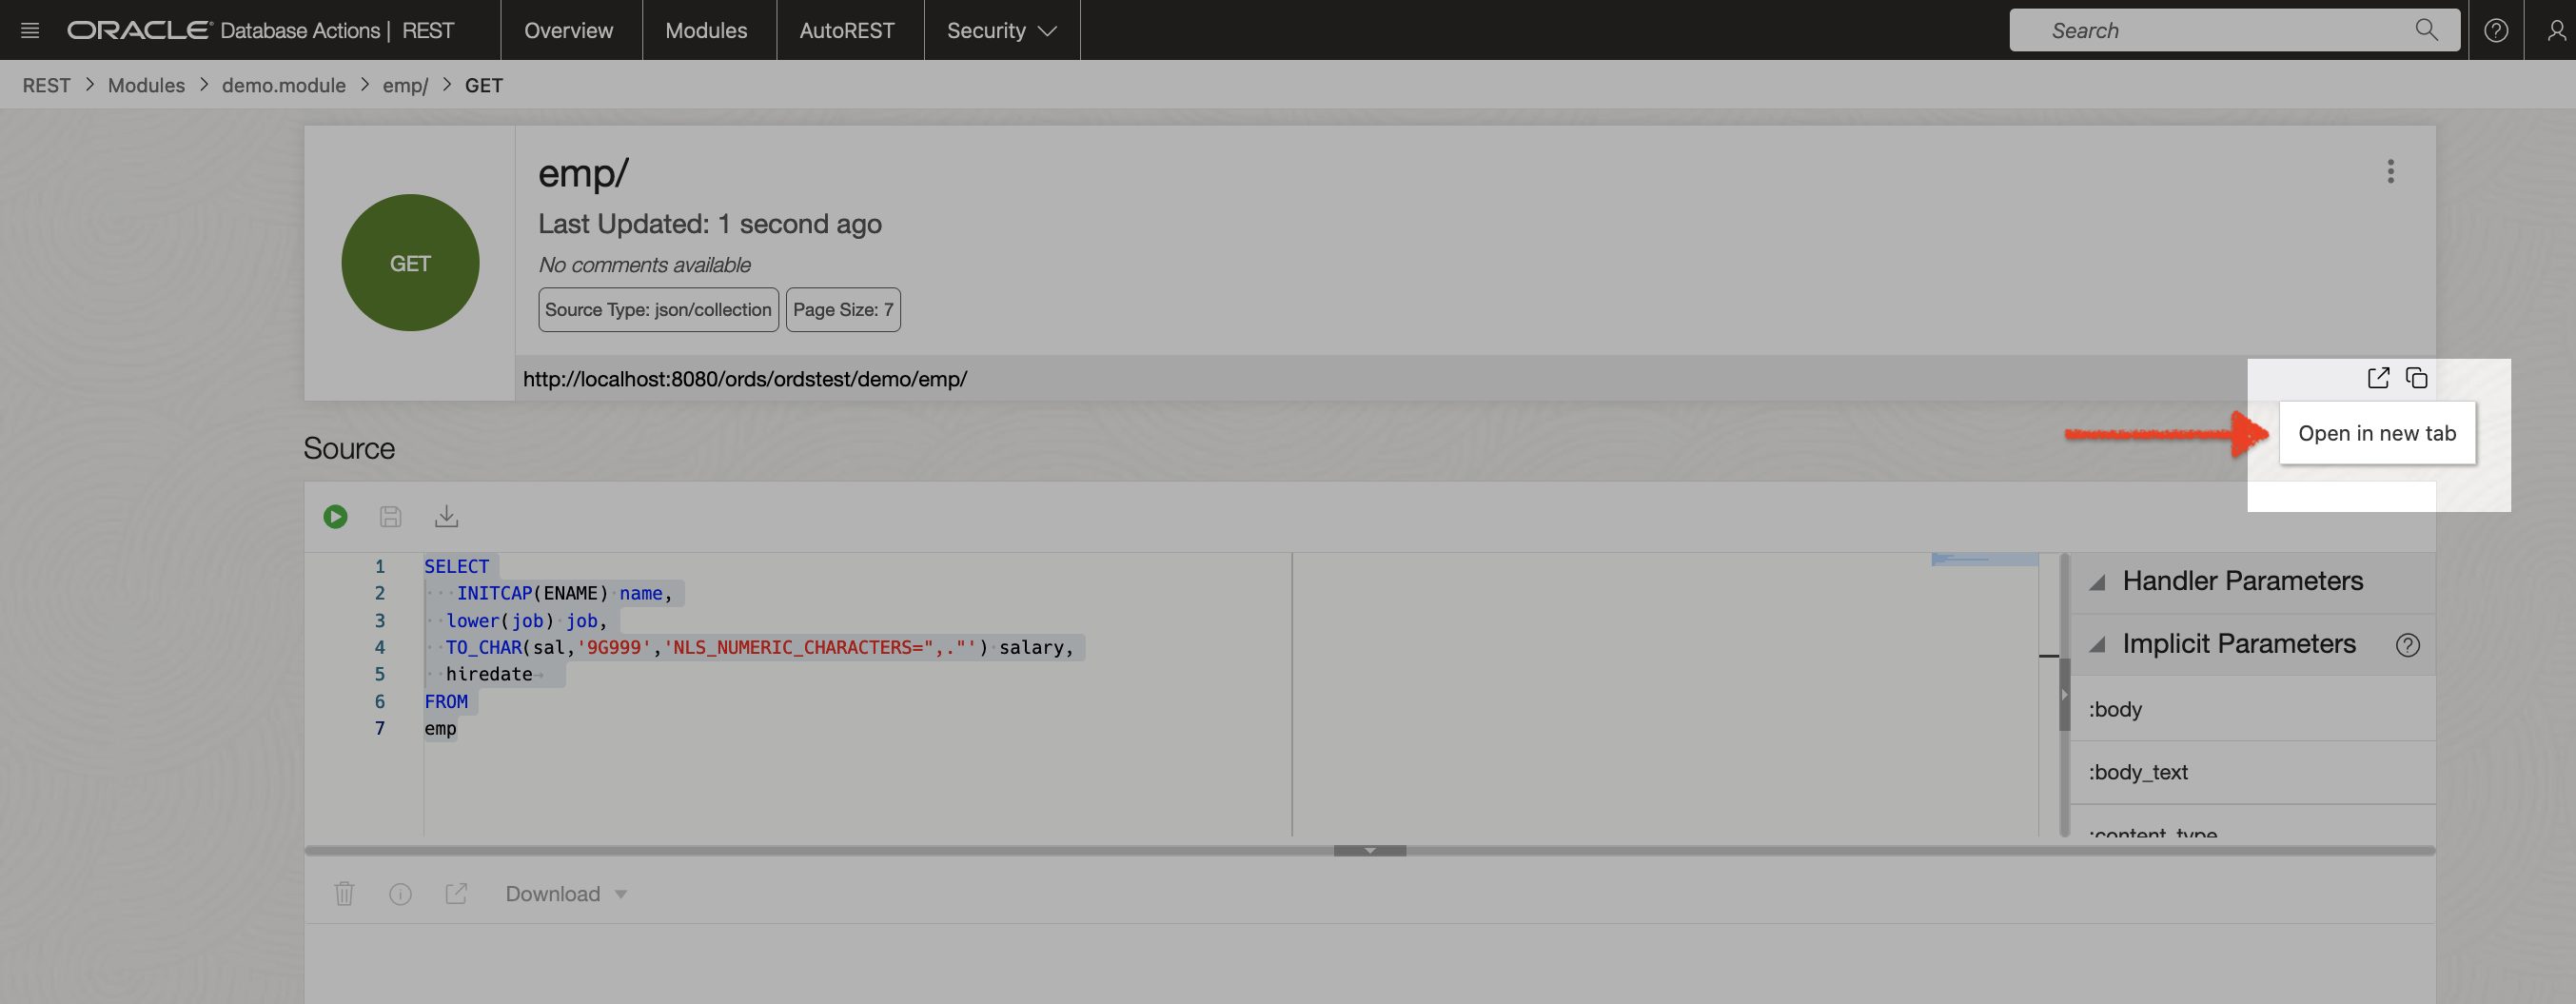 ORACLE Database Actions | REST
Overview
Modules
AutoREST
Security
Search
REST > Modules > demo.module > emp/ > GET
GET
emp/
Last Updated: 1 second ago
No comments available
Source Type: json/collection
Page Size: 7
http://localhost:8080/ords/ordstest/demo/emp/
Open in new tab
Source
1 SELECT
2 INITCAP(ENAME) name,
3 lower(job) job,
4 TO_CHAR(sal,'9G999','NLS_NUMERIC_CHARACTERS=",."') salary,
5 hiredate
6 FROM
7 emp
Handler Parameters
Implicit Parameters
:body
:body_text
:content_type
Download